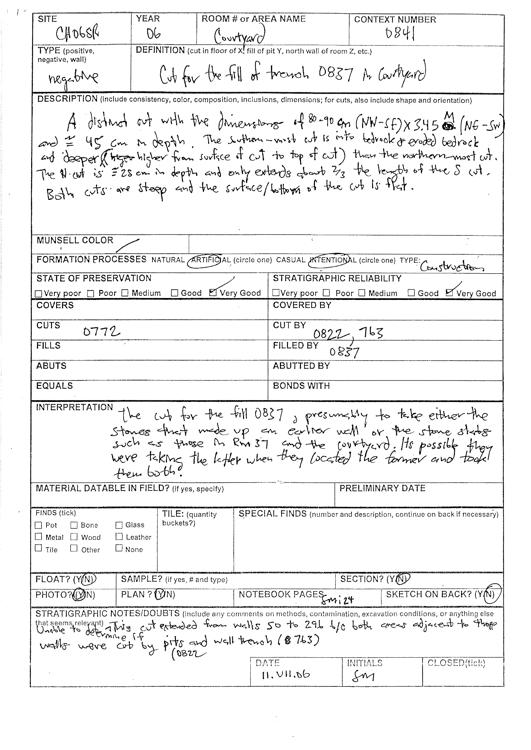 SITE
CH06SR
YEAR
06
ROOM # or AREA NAME
Courtyard
CONTEXT NUMBER
0841
TYPE (positive, negative, wall)
negative
DEFINITION (cut in floor of X, fill of pit Y, north wall of room Z, etc.)
Cut for the fill of trench 0837 in Courtyard
DESCRIPTION (include consistency, color, composition, inclusions, dimensions; for cuts, also include shape and orientation)
A distinct cut with the dimensions of 80-90 cm (NW-SE) X 3.45 M (NE-SW)
and = 45 cm in depth. The southern-most cut is into bedrock & eroded bedrock
and deeper (higher from surface of cut to top of cut) than the northern-most cut.
The N cut is = 28 cm in depth and only extends about 2/3 the length of the S cut.
Both cuts are steep and the surface/bottom of the cut is flat.
MUNSELL COLOR
FORMATION PROCESSES NATURAL ARTIFICIAL (circle one) CASUAL INTENTIONAL (circle one) TYPE: Construction
STATE OF PRESERVATION
Very poor Poor Medium Good Very Good
STRATIGRAPHIC RELIABILITY
Very poor Poor Medium Good Very Good
COVERS
COVERED BY
CUTS
0772
CUT BY
0822, 763
FILLS
FILLED BY
0837
ABUTS
ABUTTED BY
EQUALS
BONDS WITH
INTERPRETATION
The cut for the fill 0837, presumably to take either the
stones that made up an earlier wall or the stone slabs
such as those in Rm 37 and the courtyard. Its possible they
were taking the latter when they located the former and took
them both?
MATERIAL DATABLE IN FIELD? (if yes, specify)
PRELIMINARY DATE
FINDS (tick)
Pot Bone Glass
Metal Wood Leather
Tile Other None
TILE: (quantity buckets?)
SPECIAL FINDS (number and description, continue on back if necessary)
FLOAT? (Y/N)
SAMPLE? (if yes, # and type)
SECTION? (Y/N)
PHOTO? (Y/N)
PLAN ? (Y/N)
NOTEBOOK PAGES
SM 124
SKETCH ON BACK? (Y/N)
STRATIGRAPHIC NOTES/DOUBTS (Include any comments on methods, contamination, excavation conditions, or anything else
that seems relevant)
Unable to determine if this cut extended from walls 50 to 296 b/c both areas adjacent to those
walls were cut by pits and wall trench (763)
(0822
DATE
11.VII.06
INITIALS
SM
CLOSED(tick)